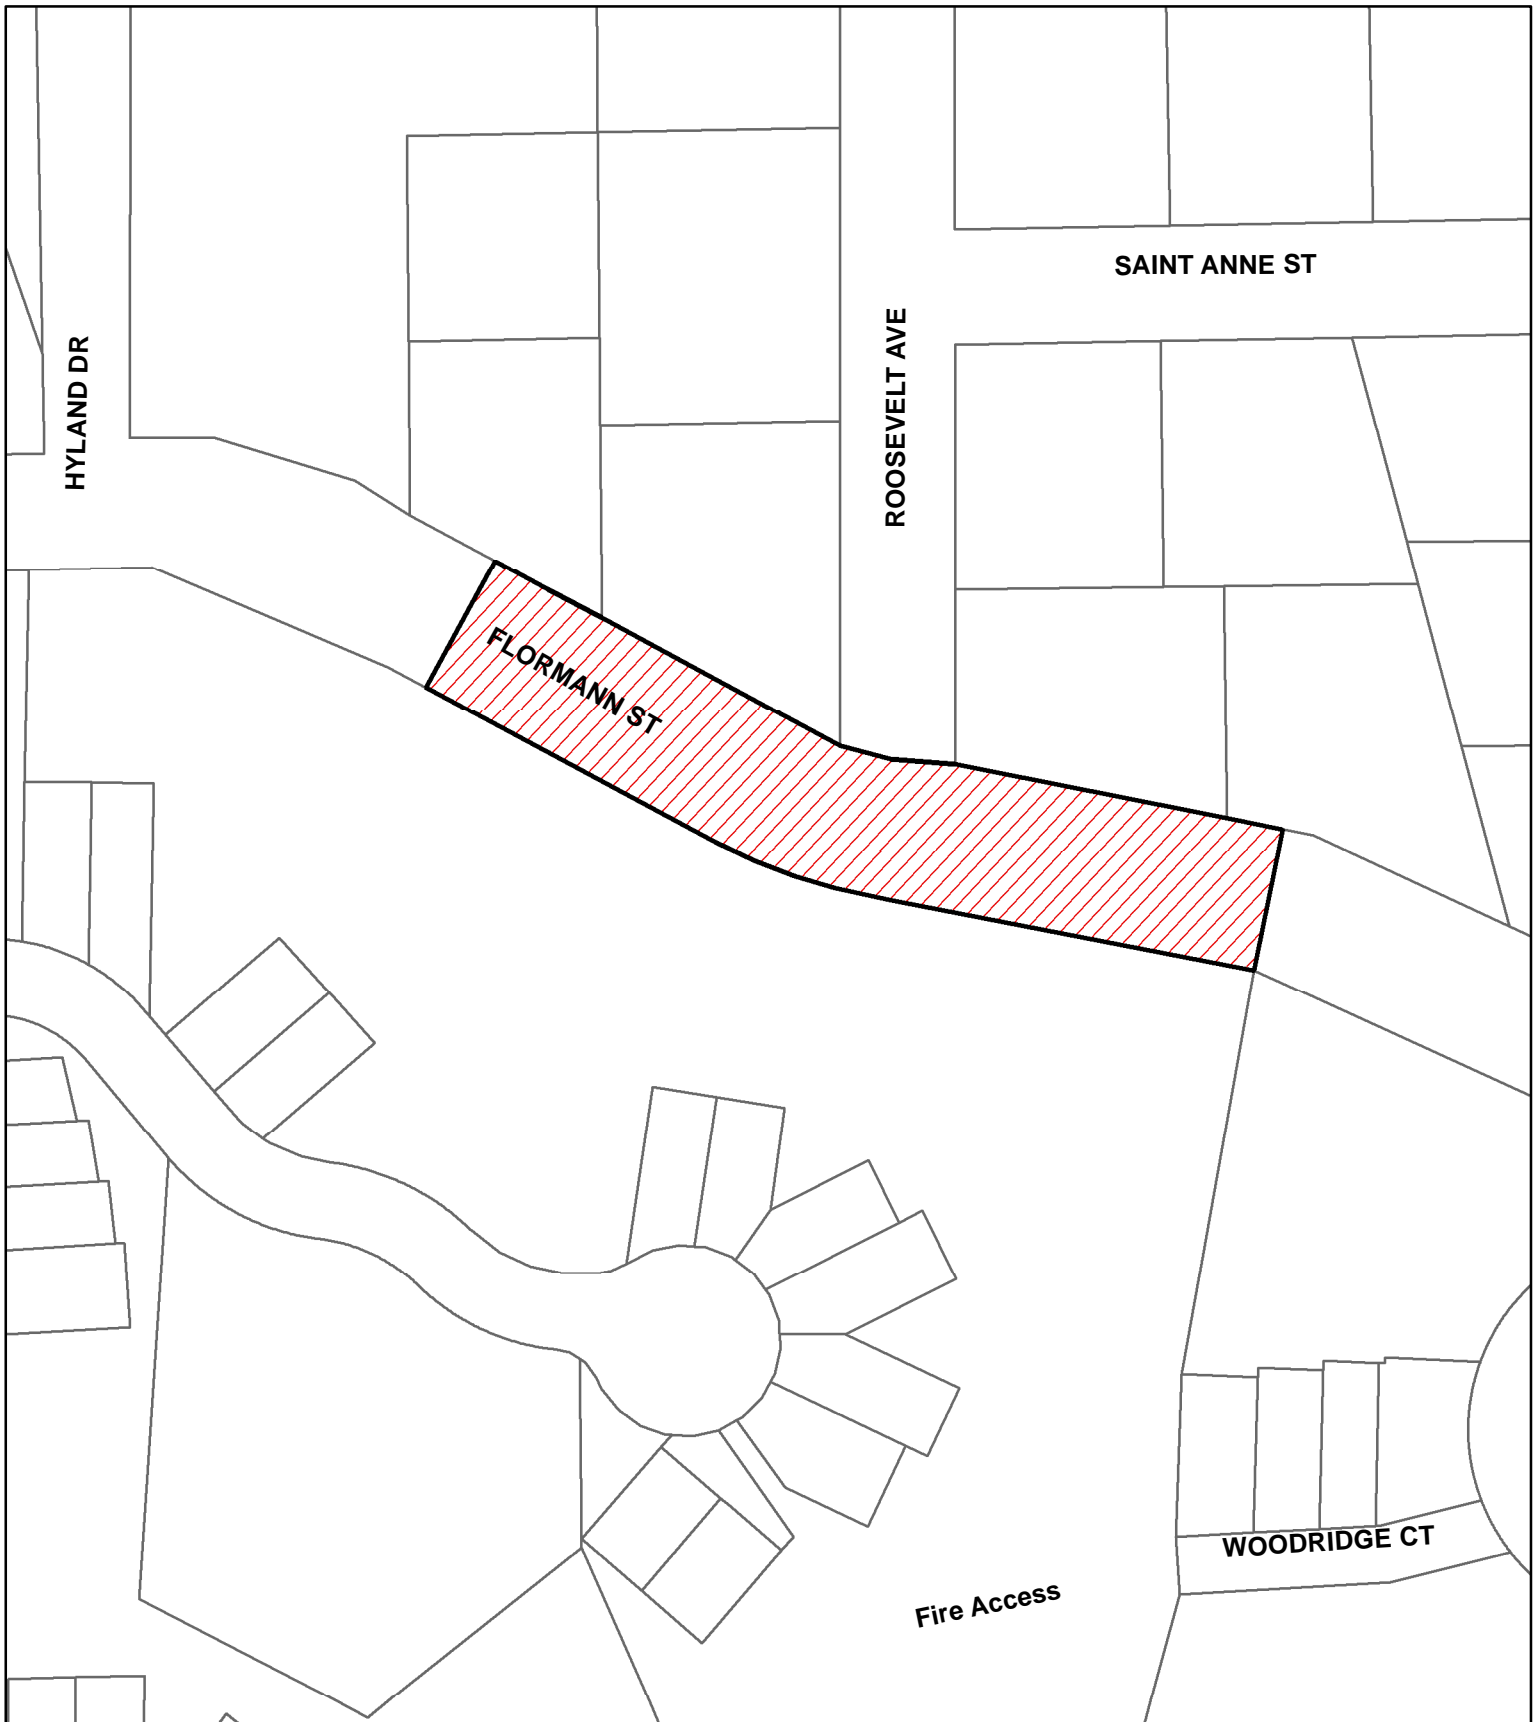 SAINT ANNE ST
HYLAND DR
ROOSEVELT AVE
FLORMANN ST
WOODRIDGE CT
Fire Access